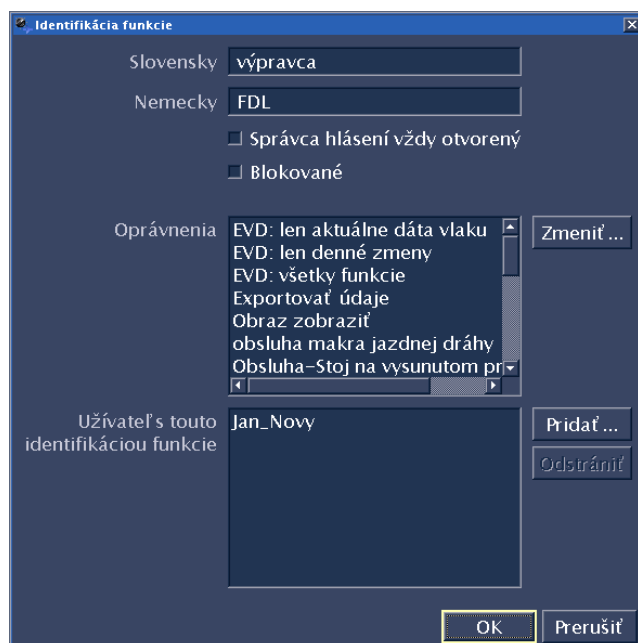 Identifikácia funkcie
Slovensky výpravca
Nemecky FDL
Správca hlásení vždy otvorený
Blokované
Oprávnenia
EVD: len aktuálne dáta vlaku
EVD: len denné zmeny
EVD: všetky funkcie
Exportovať údaje
Obraz zobraziť
obsluha makra jazdnej dráhy
Obsluha-Stoj na vysunutom pr
Zmeniť ...
Užívateľ s touto
identifikáciou funkcie
Jan_Novy
Pridať ...
Odstrániť
OK Prerušiť